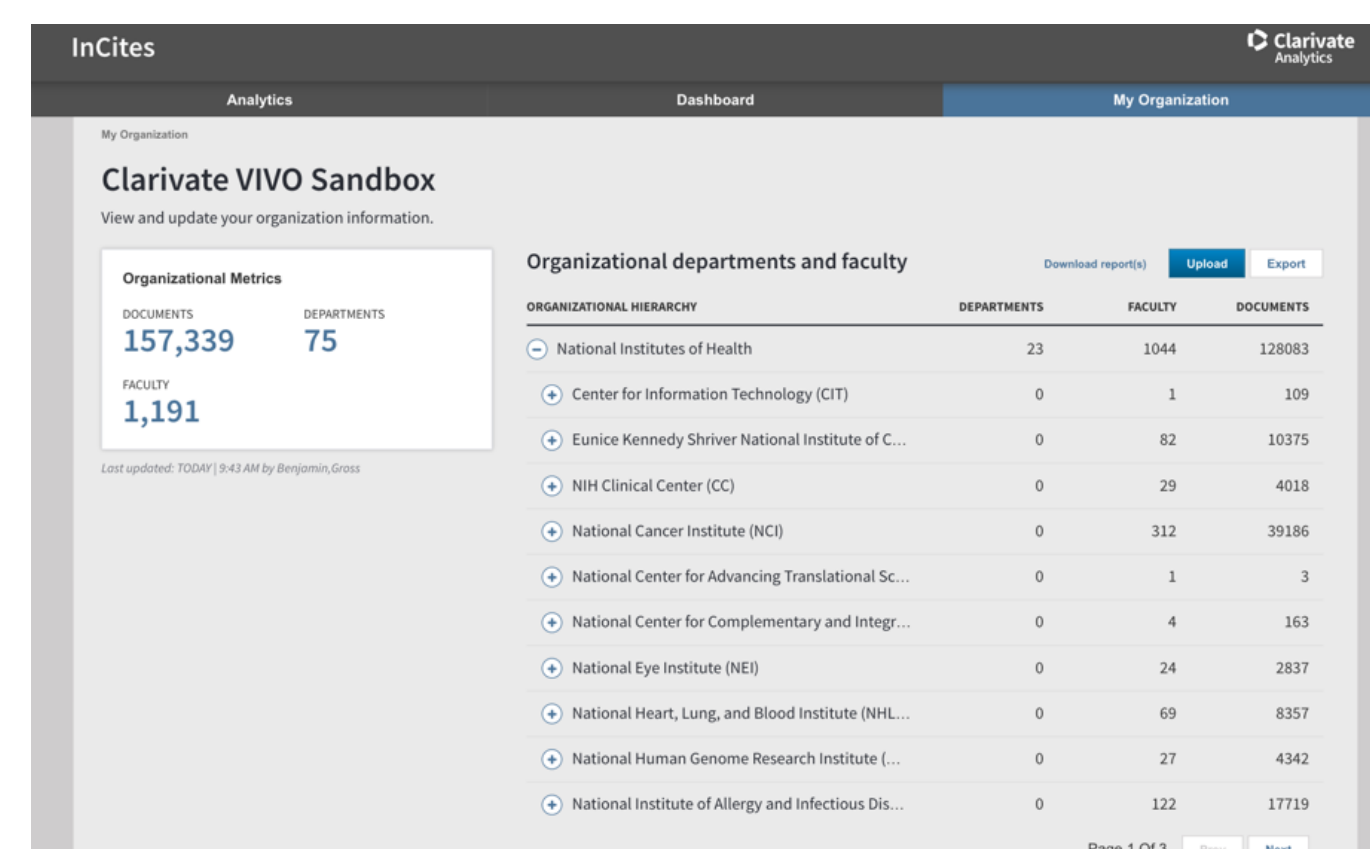 InCites
Clarivate
Analytics
Analytics Dashboard My Organization
My Organization
Clarivate VIVO Sandbox
View and update your organization information.
Organizational Metrics
DOCUMENTS DEPARTMENTS
157,339 75
FACULTY
1,191
Last updated: TODAY | 9:43 AM by Benjamin,Gross
Organizational departments and faculty Download report(s) Upload Export
ORGANIZATIONAL HIERARCHY DEPARTMENTS FACULTY DOCUMENTS
National Institutes of Health 23 1044 128083
Center for Information Technology (CIT) 0 1 109
Eunice Kennedy Shriver National Institute of C... 0 82 10375
NIH Clinical Center (CC) 0 29 4018
National Cancer Institute (NCI) 0 312 39186
National Center for Advancing Translational Sc... 0 1 3
National Center for Complementary and Integr... 0 4 163
National Eye Institute (NEI) 0 24 2837
National Heart, Lung, and Blood Institute (NHL... 0 69 8357
National Human Genome Research Institute (... 0 27 4342
National Institute of Allergy and Infectious Dis... 0 122 17719
Page 1 Of 3 Prev Next